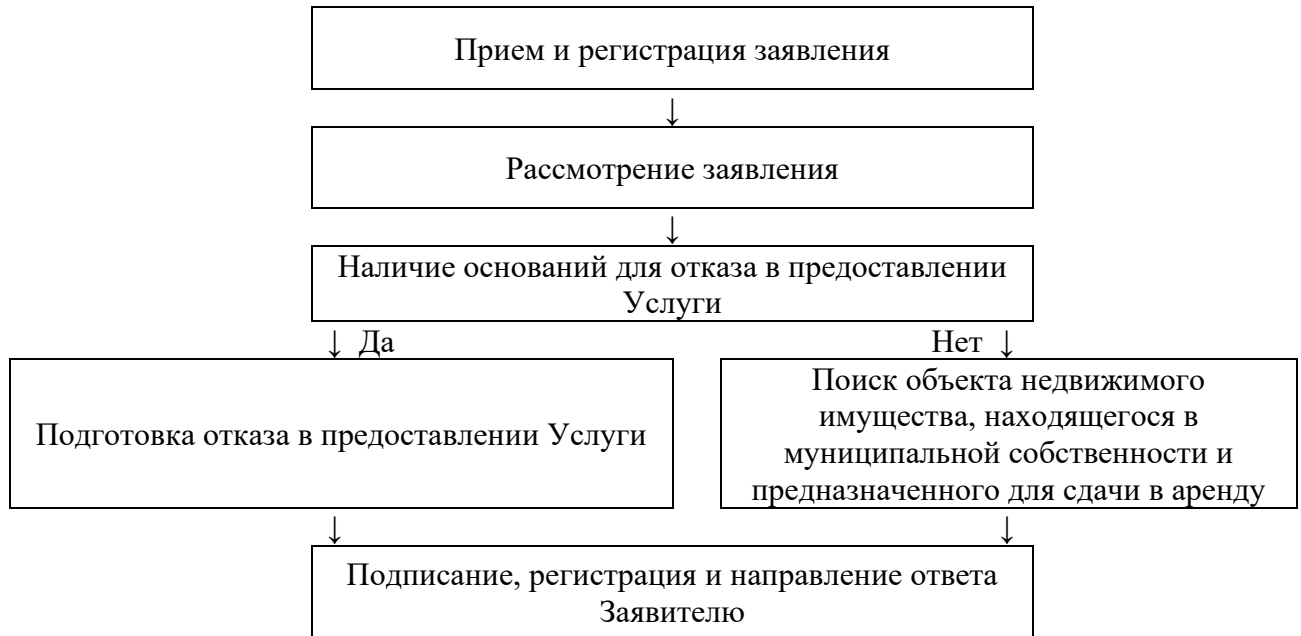 Прием и регистрация заявления
↓
Рассмотрение заявления
↓
Наличие оснований для отказа в предоставлении
Услуги
↓ Да
Нет ↓
Подготовка отказа в предоставлении Услуги
Поиск объекта недвижимого
имущества, находящегося в
муниципальной собственности и
предназначенного для сдачи в аренду
↓
↓
Подписание, регистрация и направление ответа
Заявителю